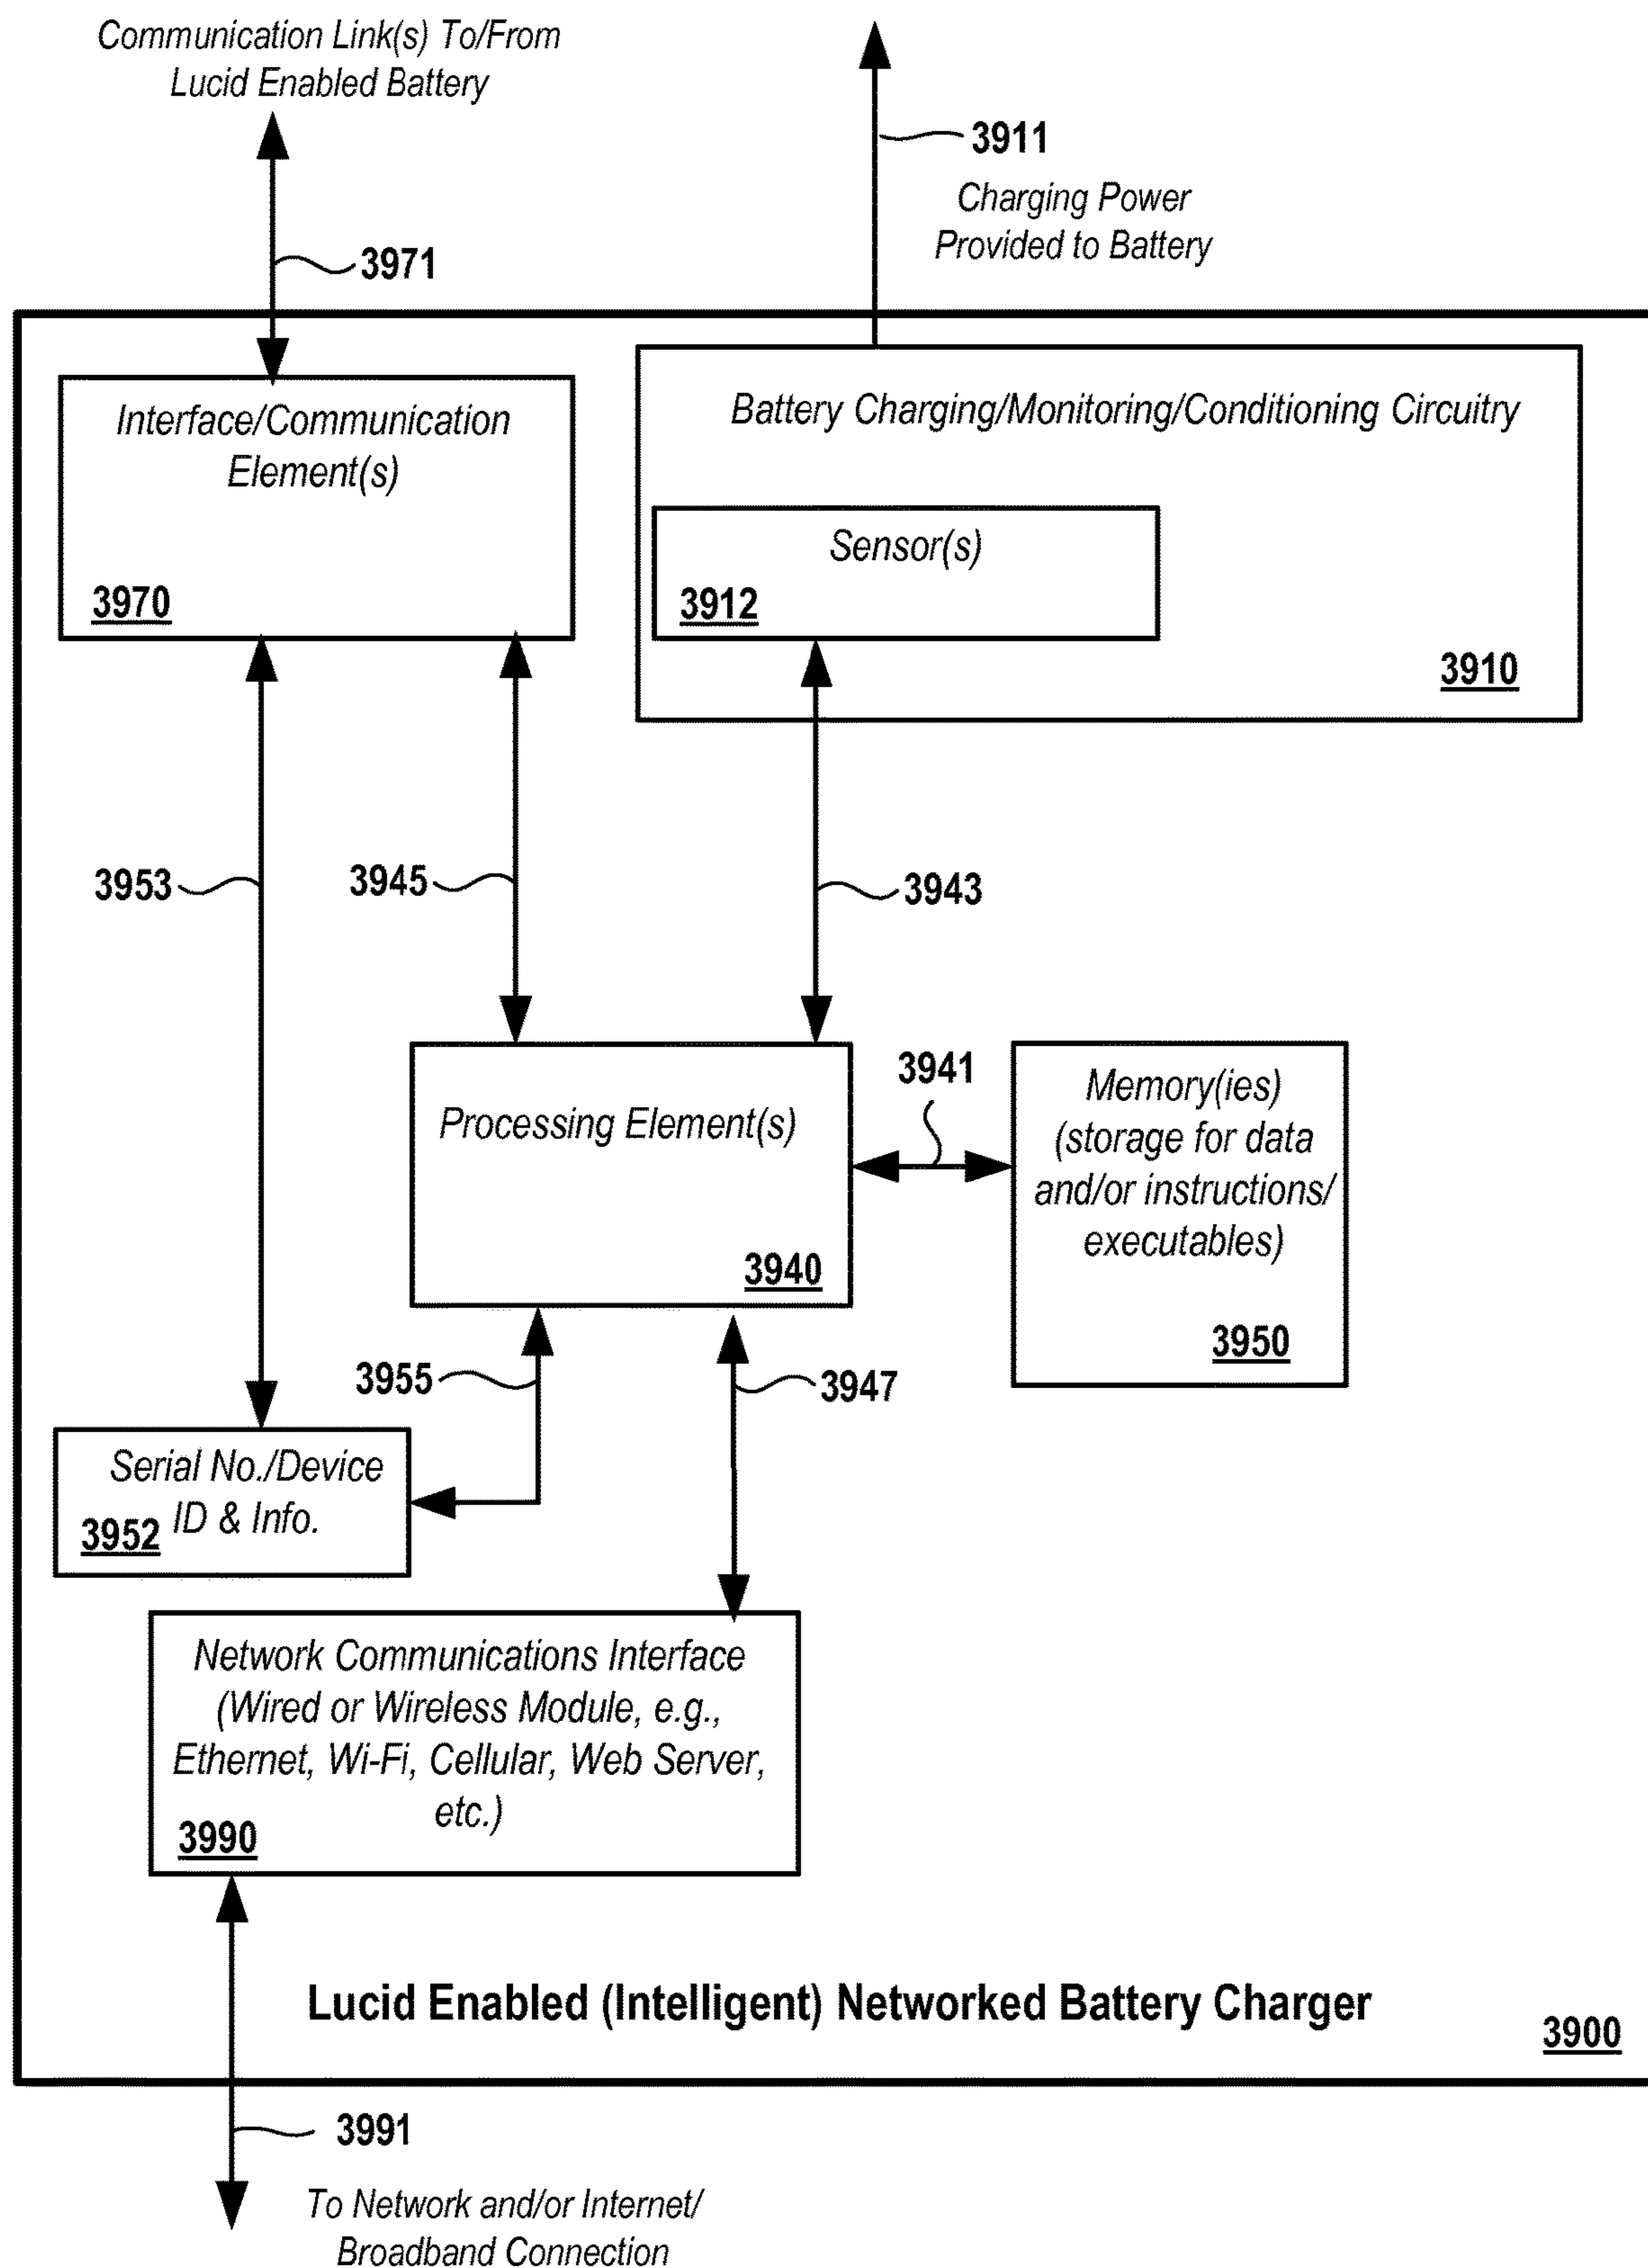 Communication Link(s) To/From
Lucid Enabled Battery
3911
Charging Power
Provided to Battery
3971
Interface/Communication
Element(s)
3970
Battery Charging/Monitoring/Conditioning Circuitry
Sensor(s)
3912
3910
3953
3945
3943
Processing Element(s)
3940
3941
Memory(ies)
(storage for data
and/or instructions/
executables)
3950
3955
3947
Serial No./Device
ID & Info.
3952
Network Communications Interface
(Wired or Wireless Module, e.g.,
Ethernet, Wi-Fi, Cellular, Web Server,
etc.)
3990
Lucid Enabled (Intelligent) Networked Battery Charger
3900
3991
To Network and/or Internet/
Broadband Connection